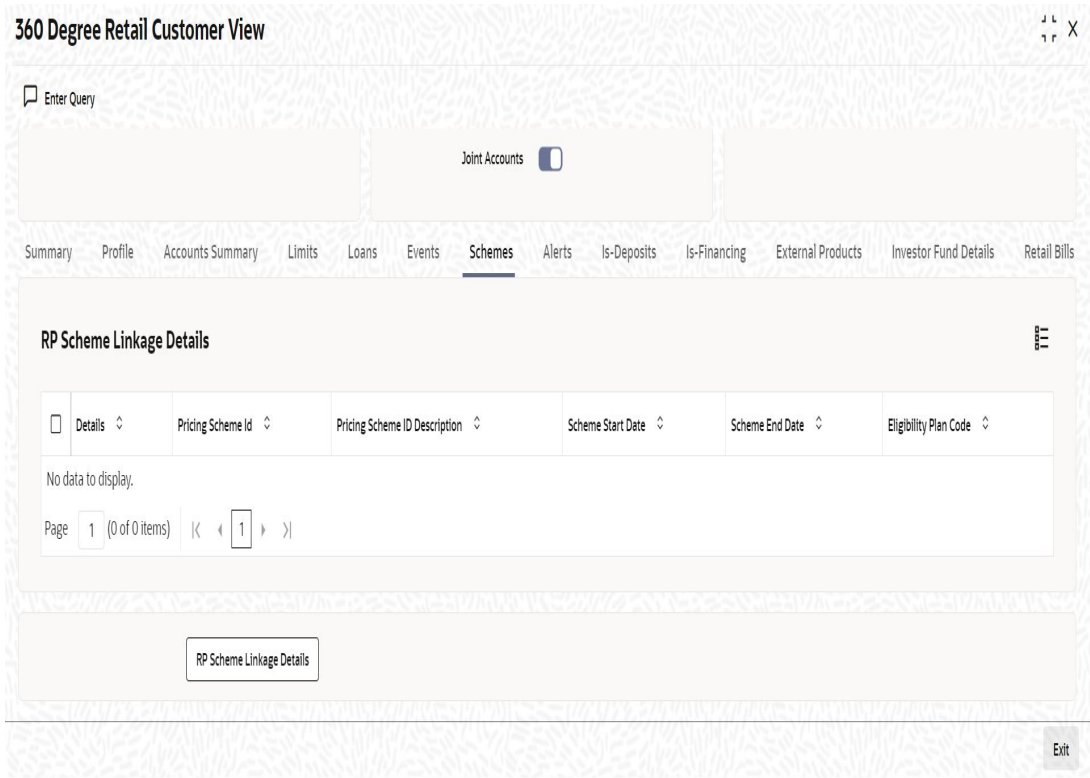 360 Degree Retail Customer View
Enter Query
Joint Accounts
Summary Profile Accounts Summary Limits Loans Events Schemes Alerts Is-Deposits Is-Financing External Products Investor Fund Details Retail Bills
RP Scheme Linkage Details
Details Pricing Scheme Id Pricing Scheme ID Description Scheme Start Date Scheme End Date Eligibility Plan Code
No data to display.
Page 1 (0 of 0 items) 1
RP Scheme Linkage Details
Exit